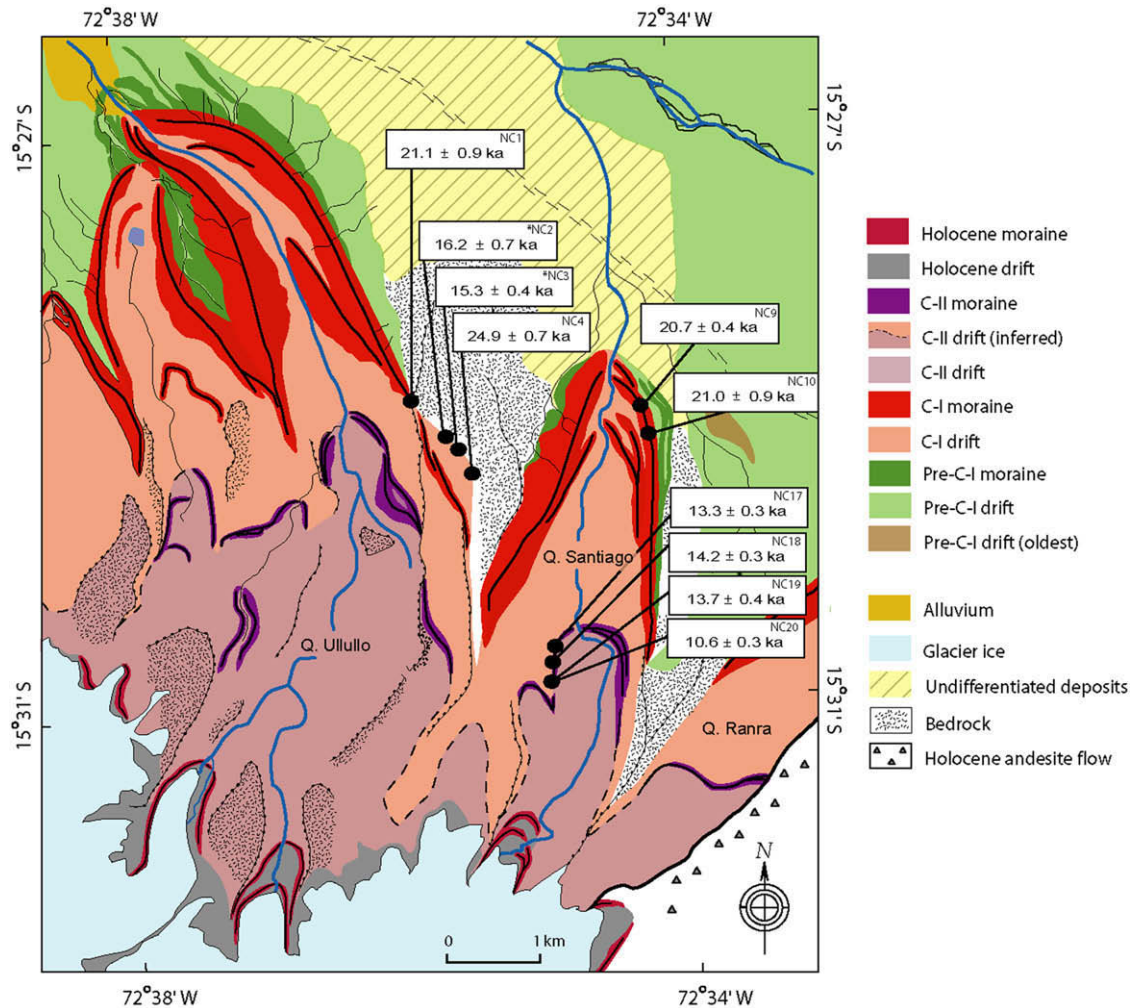 72°38' W
72°34' W
15°27' S
15°27' S
NC1
21.1 ± 0.9 ka
*NC2
16.2 ± 0.7 ka
*NC3
15.3 ± 0.4 ka
NC4
24.9 ± 0.7 ka
NC9
20.7 ± 0.4 ka
NC10
21.0 ± 0.9 ka
NC17
13.3 ± 0.3 ka
NC18
14.2 ± 0.3 ka
NC19
13.7 ± 0.4 ka
NC20
10.6 ± 0.3 ka
Q. Santiago
Q. Ullullo
Q. Ranra
15°31' S
15°31' S
N
0 1 km
72°38' W
72°34' W
Holocene moraine
Holocene drift
C-II moraine
C-II drift (inferred)
C-II drift
C-I moraine
C-I drift
Pre-C-I moraine
Pre-C-I drift
Pre-C-I drift (oldest)
Alluvium
Glacier ice
Undifferentiated deposits
Bedrock
Holocene andesite flow